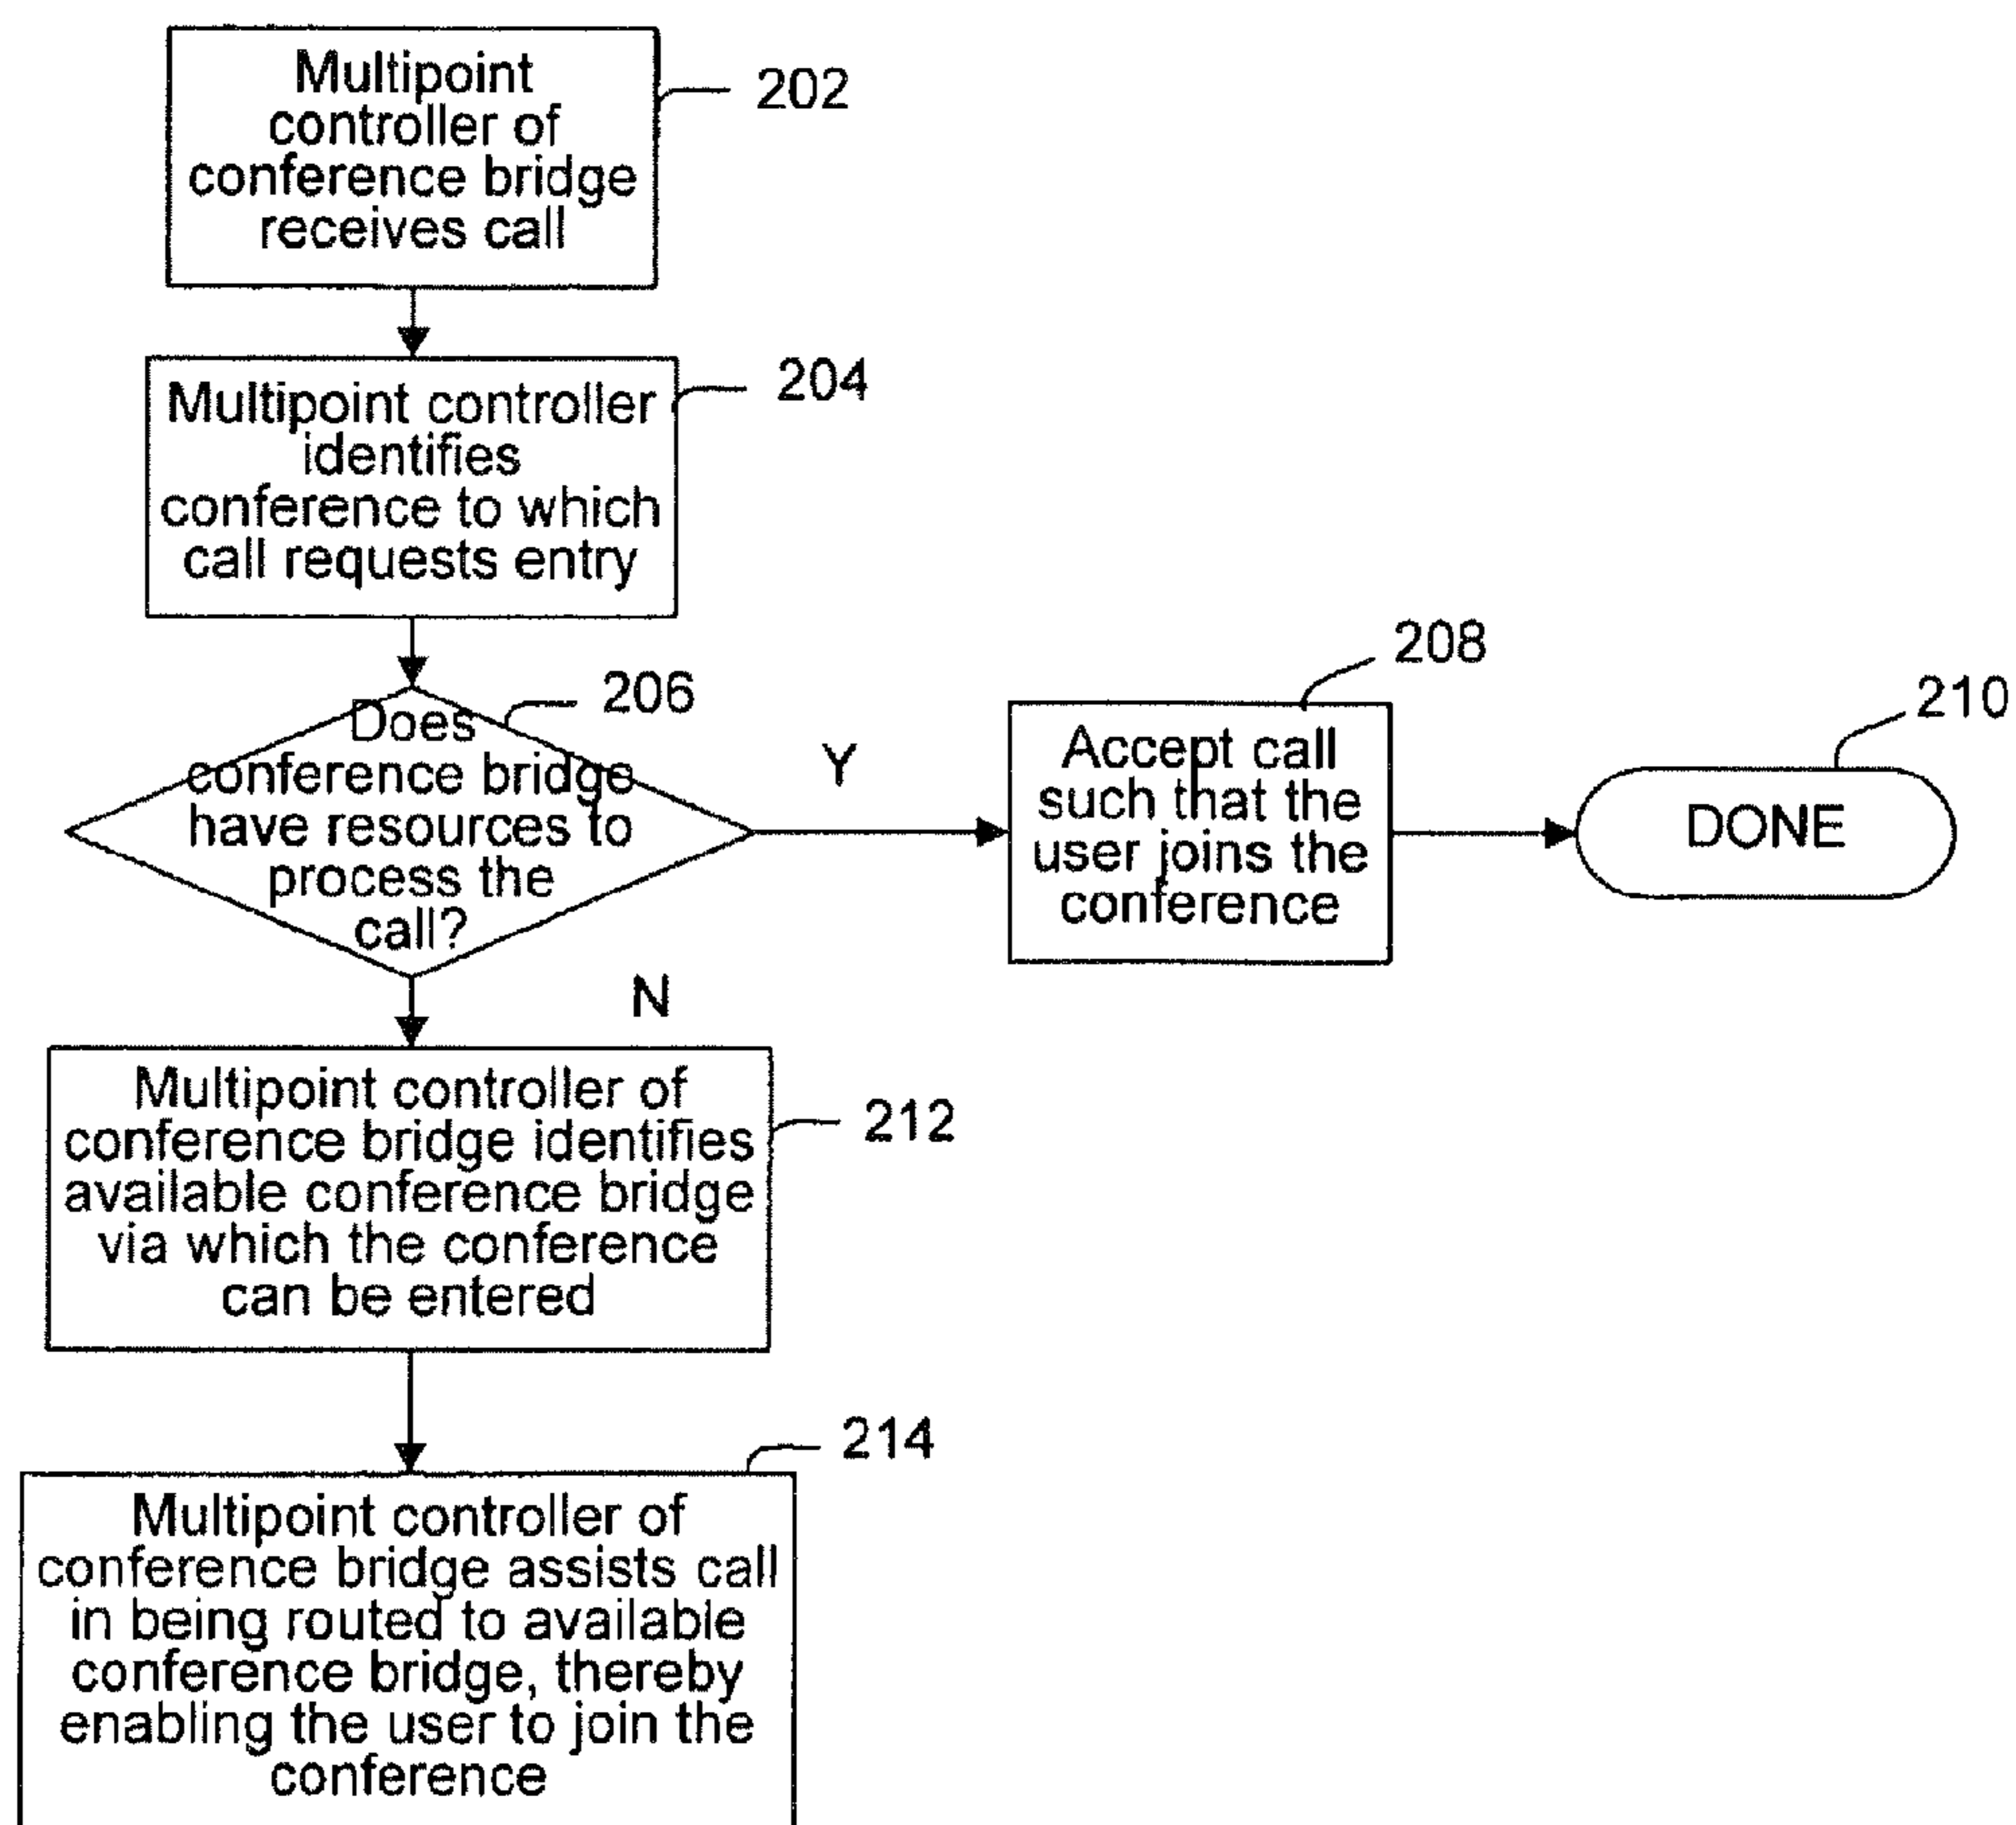 Multipoint
controller of
conference bridge
receives call
202
Multipoint controller
identifies
conference to which
call requests entry
204
Does
conference bridge
have resources to
process the
call?
206
Y
N
Accept call
such that the
user joins the
conference
208
DONE
210
Multipoint controller of
conference bridge identifies
available conference bridge
via which the conference
can be entered
212
Multipoint controller of
conference bridge assists call
in being routed to available
conference bridge, thereby
enabling the user to join the
conference
214